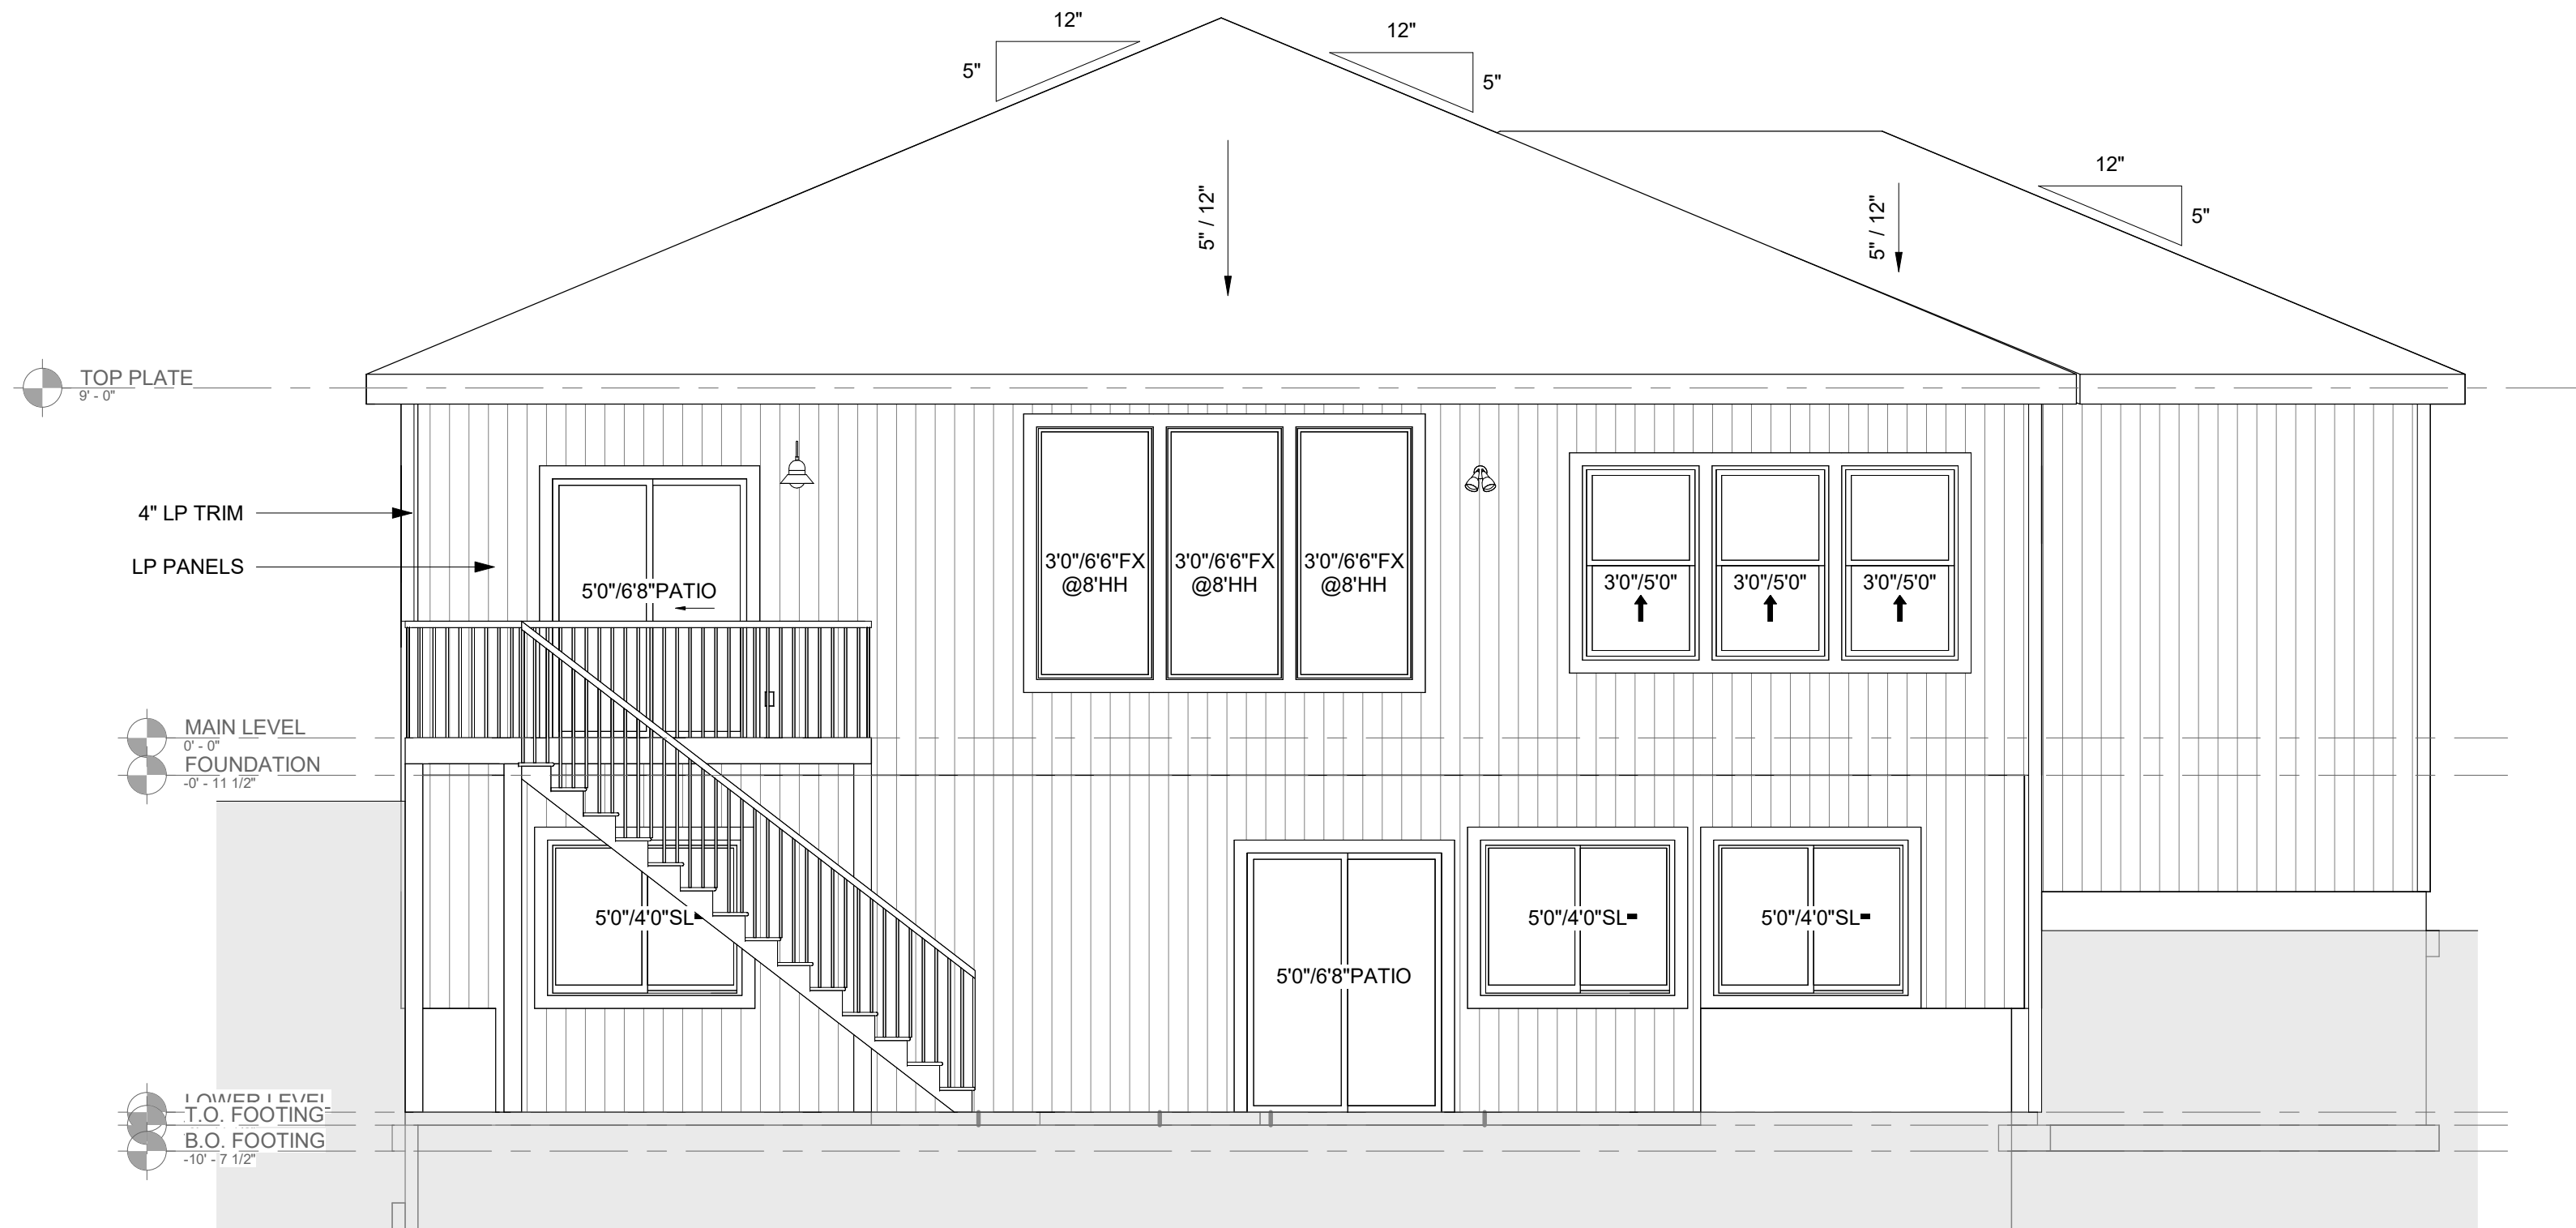 12"
5"
12"
5"
12"
5"
5" / 12"
5" / 12"
TOP PLATE
9' - 0"
4" LP TRIM
LP PANELS
5'0"/6'8"PATIO
3'0"/6'6"FX
@8'HH
3'0"/6'6"FX
@8'HH
3'0"/6'6"FX
@8'HH
3'0"/5'0"
3'0"/5'0"
3'0"/5'0"
MAIN LEVEL
0' - 0"
FOUNDATION
-0' - 11 1/2"
5'0"/4'0"SL
5'0"/6'8"PATIO
5'0"/4'0"SL
5'0"/4'0"SL
LOWER LEVEL
T.O. FOOTING
B.O. FOOTING
-10' - 7 1/2"